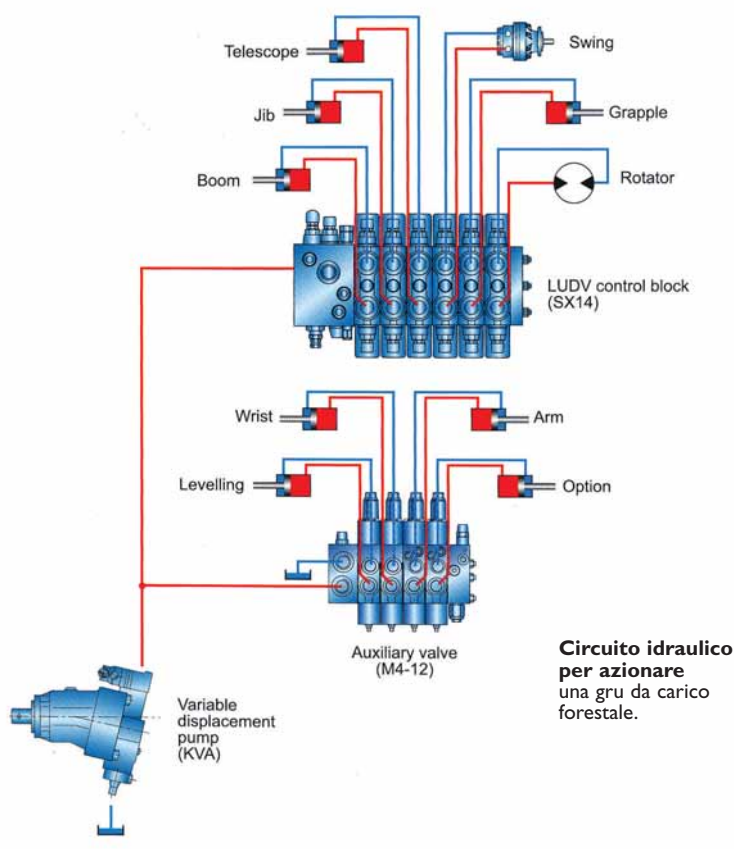 Telescope
Swing
Jib
Grapple
Boom
Rotator
LUDV control block
(SX14)
Wrist
Arm
Levelling
Option
Auxiliary valve
(M4-12)
Circuito idraulico
per azionare
una gru da carico
forestale.
Variable
displacement
pump
(KVA)